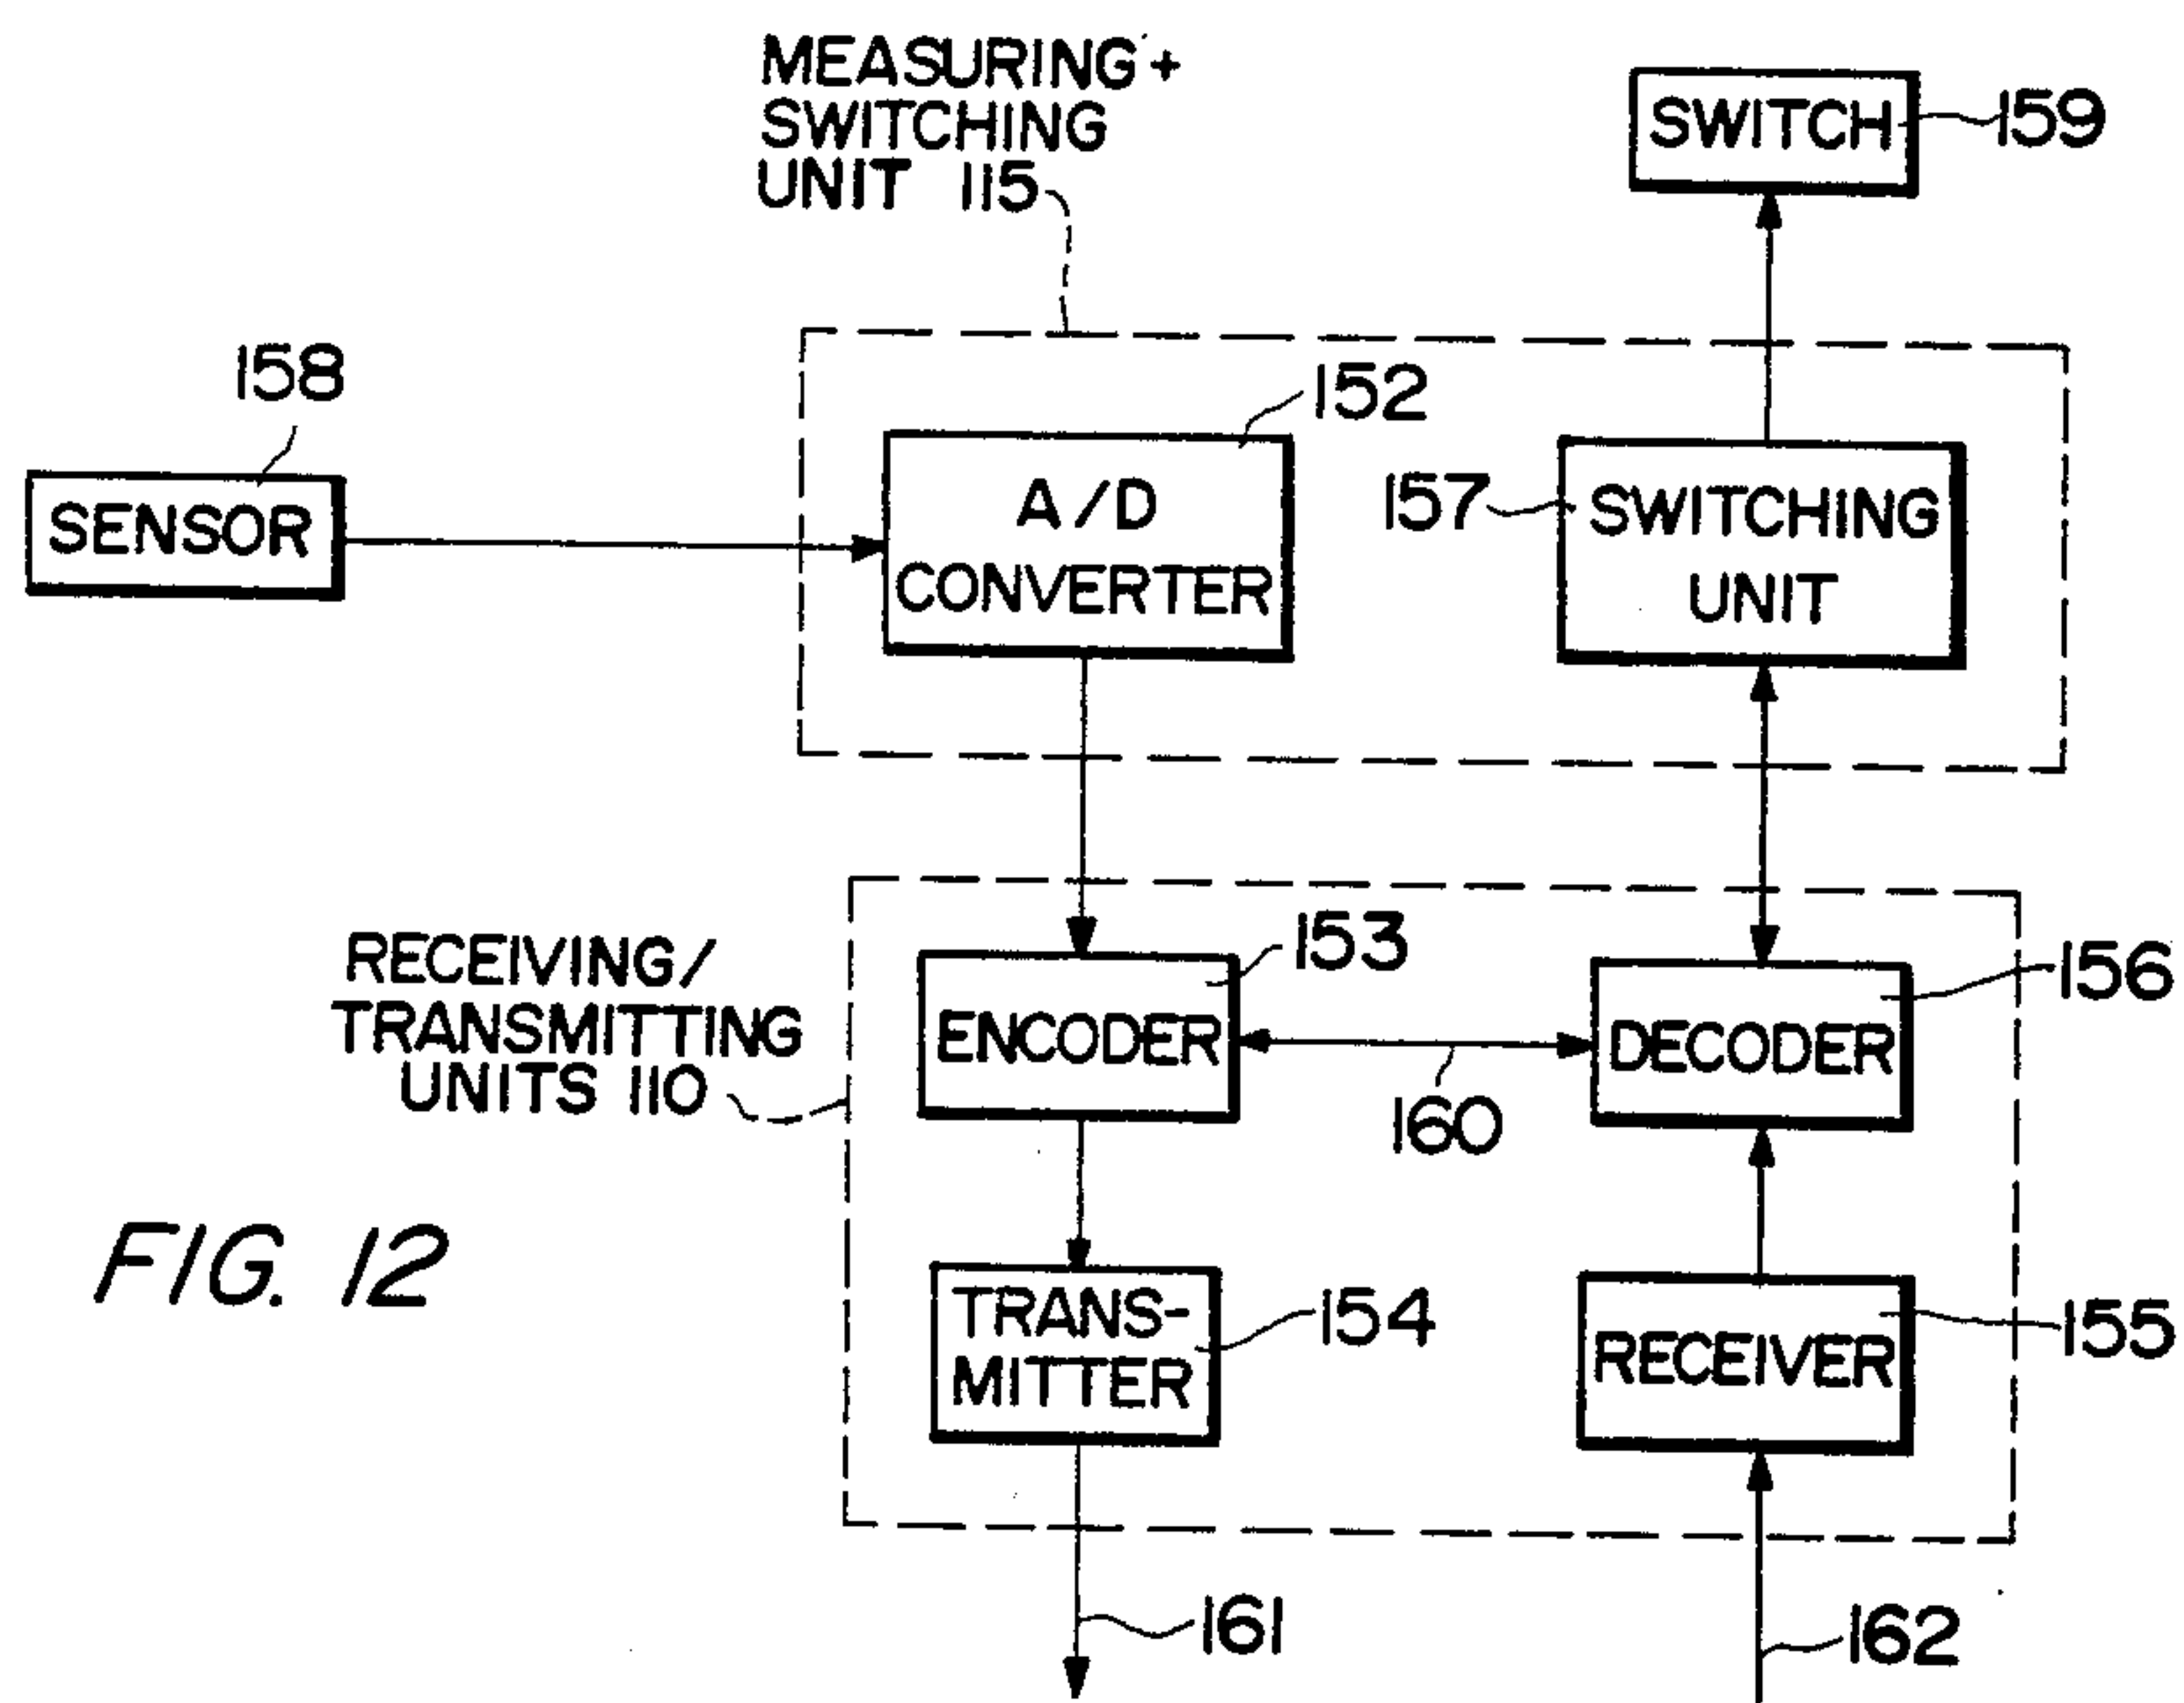 MEASURING +
SWITCHING
UNIT 115
SWITCH
159
158
SENSOR
152
A/D
CONVERTER
157
SWITCHING
UNIT
RECEIVING/
TRANSMITTING
UNITS 110
153
ENCODER
156
DECODER
160
FIG. 12
TRANS-
MITTER
154
RECEIVER
155
161
162